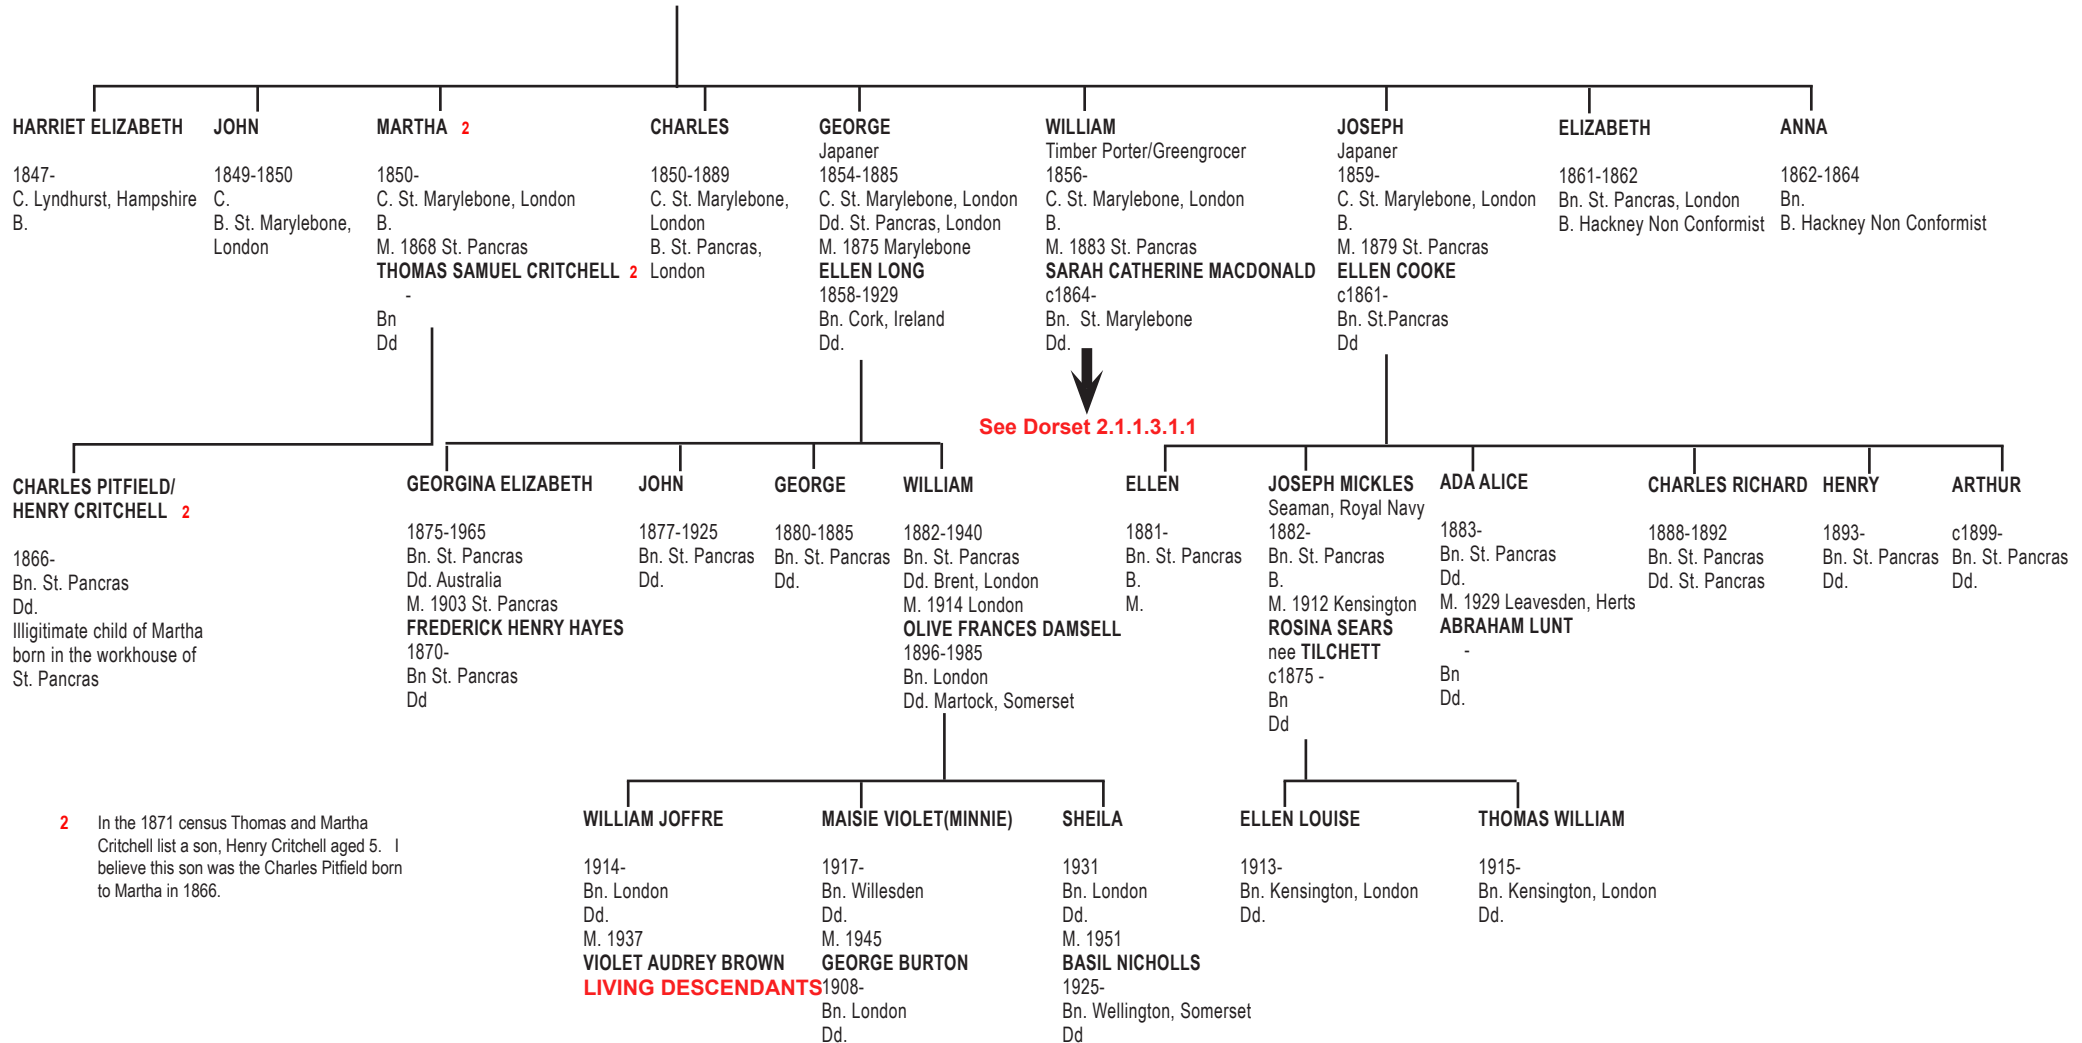 HARRIET ELIZABETH
1847-
C. Lyndhurst, Hampshire
B.
JOHN
1849-1850
C.
B. St. Marylebone,
London
MARTHA 2
1850-
C. St. Marylebone, London
B.
M. 1868 St. Pancras
THOMAS SAMUEL CRITCHELL 2
-
Bn
Dd
CHARLES
1850-1889
C. St. Marylebone,
London
B. St. Pancras,
London
GEORGE
Japaner
1854-1885
C. St. Marylebone, London
Dd. St. Pancras, London
M. 1875 Marylebone
ELLEN LONG
1858-1929
Bn. Cork, Ireland
Dd.
WILLIAM
Timber Porter/Greengrocer
1856-
C. St. Marylebone, London
B.
M. 1883 St. Pancras
SARAH CATHERINE MACDONALD
c1864-
Bn. St. Marylebone
Dd.
See Dorset 2.1.1.3.1.1
JOSEPH
Japaner
1859-
C. St. Marylebone, London
B.
M. 1879 St. Pancras
ELLEN COOKE
c1861-
Bn. St.Pancras
Dd
ELIZABETH
1861-1862
Bn. St. Pancras, London
B. Hackney Non Conformist
ANNA
1862-1864
Bn.
B. Hackney Non Conformist
CHARLES PITFIELD/
HENRY CRITCHELL 2
1866-
Bn. St. Pancras
Dd.
Illigitimate child of Martha
born in the workhouse of
St. Pancras
GEORGINA ELIZABETH
1875-1965
Bn. St. Pancras
Dd. Australia
M. 1903 St. Pancras
FREDERICK HENRY HAYES
1870-
Bn St. Pancras
Dd
JOHN
1877-1925
Bn. St. Pancras
Dd.
GEORGE
1880-1885
Bn. St. Pancras
Dd.
WILLIAM
1882-1940
Bn. St. Pancras
Dd. Brent, London
M. 1914 London
OLIVE FRANCES DAMSELL
1896-1985
Bn. London
Dd. Martock, Somerset
ELLEN
1881-
Bn. St. Pancras
B.
M.
JOSEPH MICKLES
Seaman, Royal Navy
1882-
Bn. St. Pancras
B.
M. 1912 Kensington
ROSINA SEARS
nee TILCHETT
c1875 -
Bn
Dd
ADA ALICE
1883-
Bn. St. Pancras
Dd.
M. 1929 Leavesden, Herts
ABRAHAM LUNT
-
Bn
Dd.
CHARLES RICHARD
1888-1892
Bn. St. Pancras
Dd. St. Pancras
HENRY
1893-
Bn. St. Pancras
Dd.
ARTHUR
c1899-
Bn. St. Pancras
Dd.
2 In the 1871 census Thomas and Martha
Critchell list a son, Henry Critchell aged 5. I
believe this son was the Charles Pitfield born
to Martha in 1866.
WILLIAM JOFFRE
1914-
Bn. London
Dd.
M. 1937
VIOLET AUDREY BROWN
LIVING DESCENDANTS
MAISIE VIOLET(MINNIE)
1917-
Bn. Willesden
Dd.
M. 1945
GEORGE BURTON
1908-
Bn. London
Dd.
SHEILA
1931
Bn. London
Dd.
M. 1951
BASIL NICHOLLS
1925-
Bn. Wellington, Somerset
Dd
ELLEN LOUISE
1913-
Bn. Kensington, London
Dd.
THOMAS WILLIAM
1915-
Bn. Kensington, London
Dd.